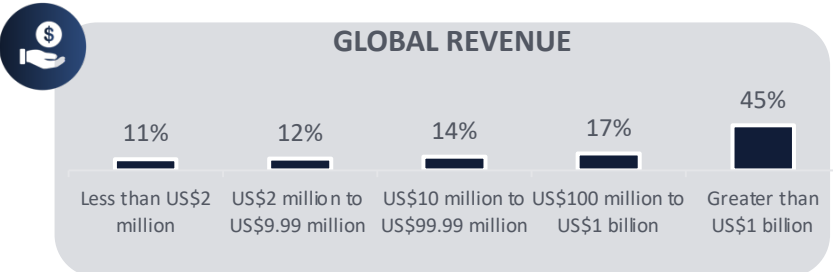 $
GLOBAL REVENUE
11%
12%
14%
17%
45%
Less than US$2
million
US$2 million to
US$9.99 million
US$10 million to
US$99.99 million
US$100 million to
US$1 billion
Greater than
US$1 billion